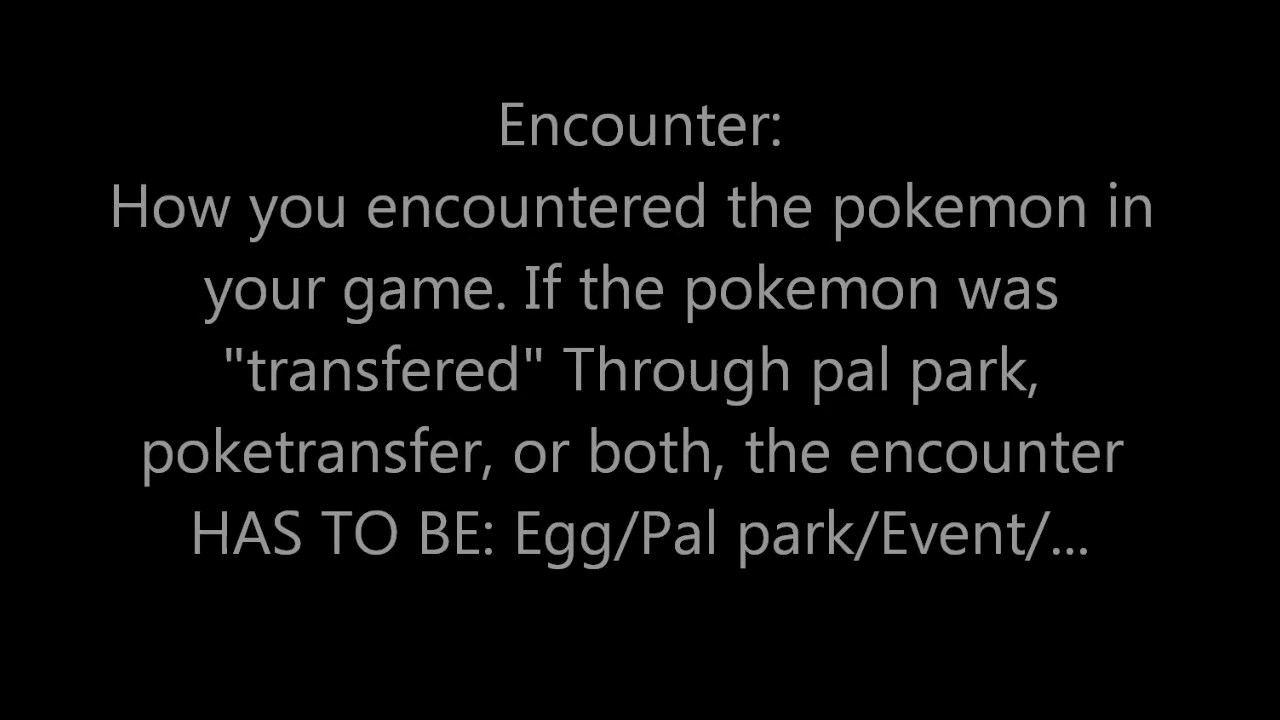 Encounter:
How you encountered the pokemon in
your game. If the pokemon was
"transfered" Through pal park,
poketransfer, or both, the encounter
HAS TO BE: Egg/Pal park/Event/...